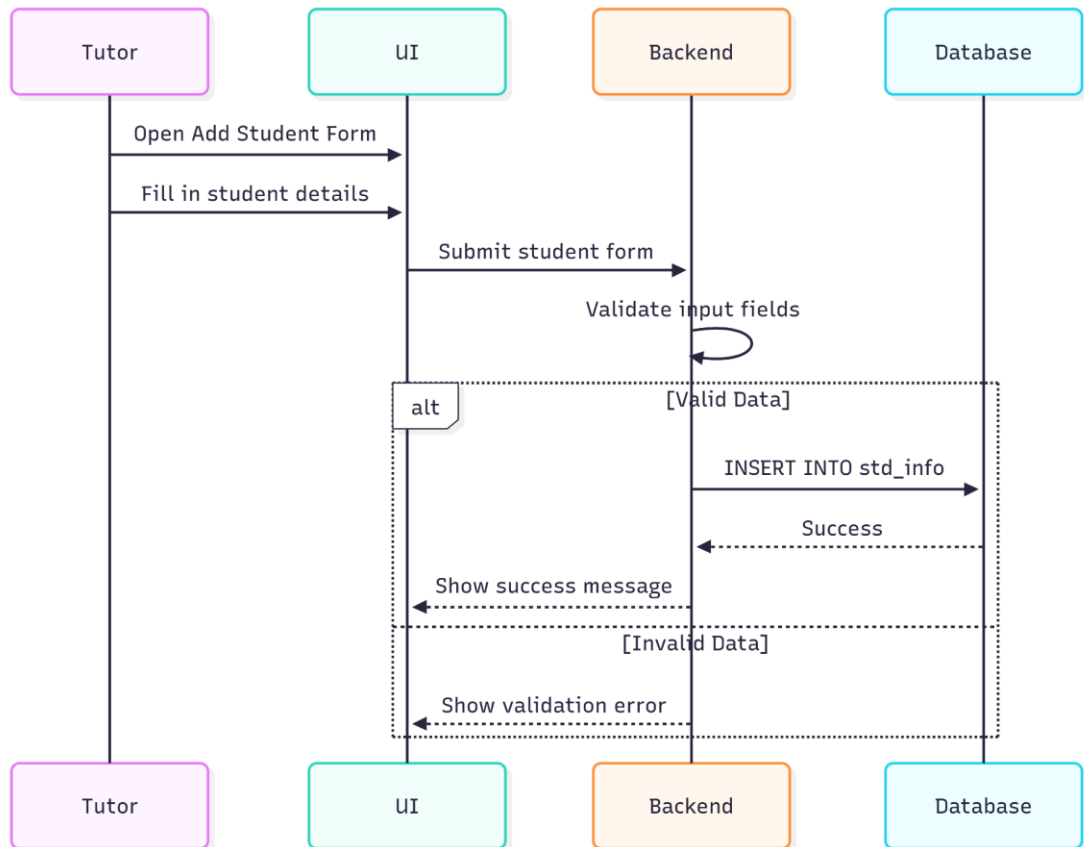 Tutor
UI
Backend
Database
Open Add Student Form
Fill in student details
Submit student form
Validate input fields
alt
[Valid Data]
INSERT INTO std_info
Success
Show success message
[Invalid Data]
Show validation error
Tutor
UI
Backend
Database